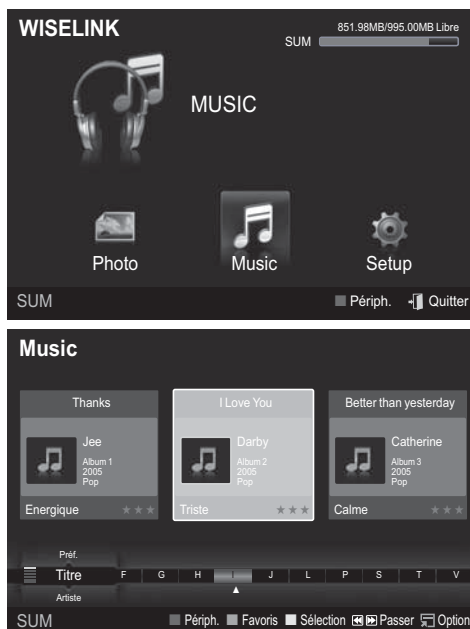 WISELINK
851.98MB/995.00MB Libre
SUM
MUSIC
Photo Music Setup
SUM Périph. Quitter
Music
Thanks I Love You Better than yesterday
Jee Darby Catherine
Album 1 Album 2 Album 3
2005 2005 2005
Pop Pop Pop
Energique Triste Calme
Préf.
Titre F G H I J L P S T V
Artiste
SUM Périph. Favoris Sélection Passer Option